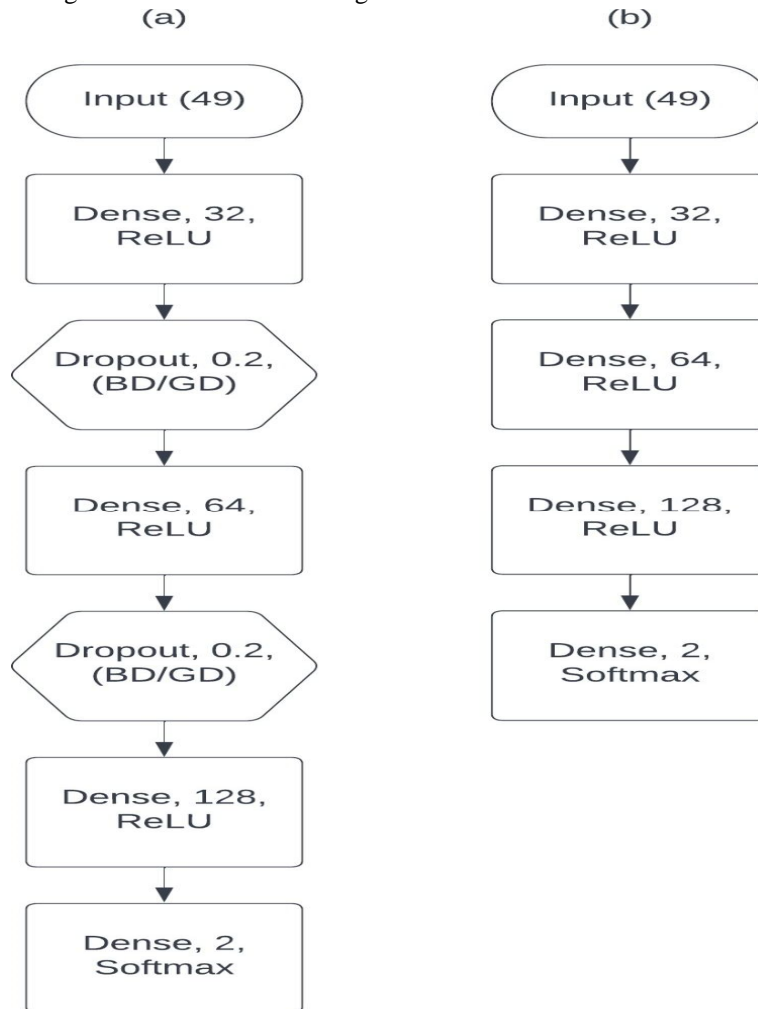 (a)
Input (49)
Dense, 32,
ReLU
Dropout, 0.2,
(BD/GD)
Dense, 64,
ReLU
Dropout, 0.2,
(BD/GD)
Dense, 128,
ReLU
Dense, 2,
Softmax
(b)
Input (49)
Dense, 32,
ReLU
Dense, 64,
ReLU
Dense, 128,
ReLU
Dense, 2,
Softmax